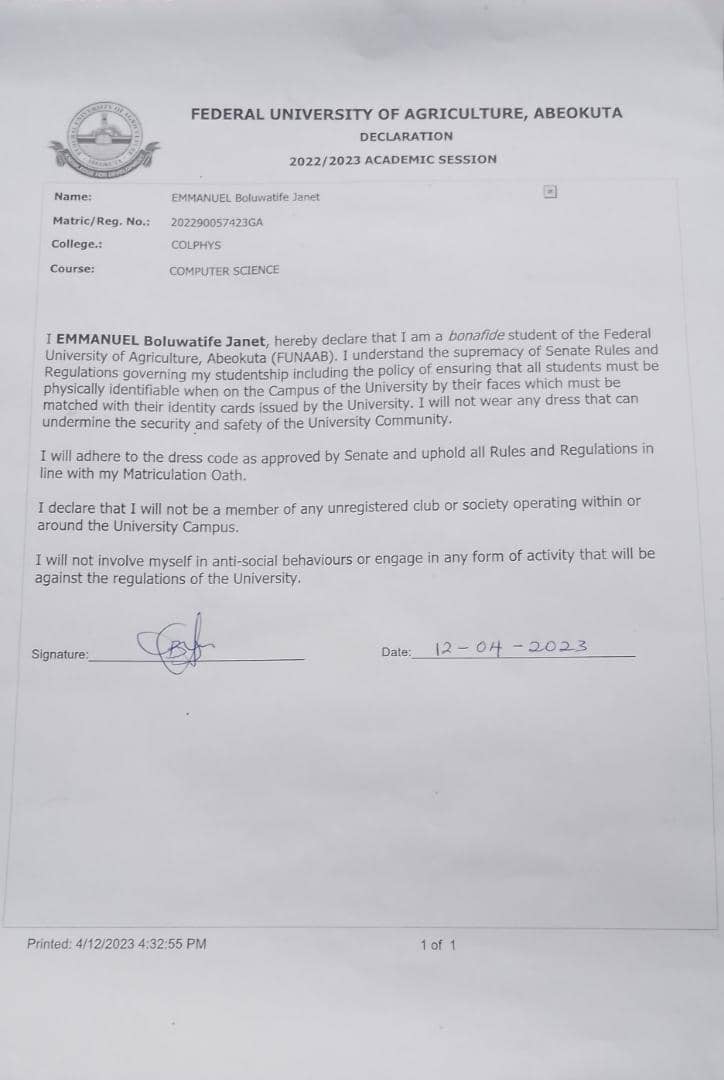 FEDERAL UNIVERSITY OF AGRICULTURE, ABEOKUTA
DECLARATION
2022/2023 ACADEMIC SESSION
Name: EMMANUEL Boluwatife Janet
Matric/Reg. No.: 202290057423GA
College.: COLPHYS
Course: COMPUTER SCIENCE
I EMMANUEL Boluwatife Janet, hereby declare that I am a bonafide student of the Federal
University of Agriculture, Abeokuta (FUNAAB). I understand the supremacy of Senate Rules and
Regulations governing my studentship including the policy of ensuring that all students must be
physically identifiable when on the Campus of the University by their faces which must be
matched with their identity cards issued by the University. I will not wear any dress that can
undermine the security and safety of the University Community.
I will adhere to the dress code as approved by Senate and uphold all Rules and Regulations in
line with my Matriculation Oath.
I declare that I will not be a member of any unregistered club or society operating within or
around the University Campus.
I will not involve myself in anti-social behaviours or engage in any form of activity that will be
against the regulations of the University.
Signature: Date: 12-04-2023
Printed: 4/12/2023 4:32:55 PM 1 of 1